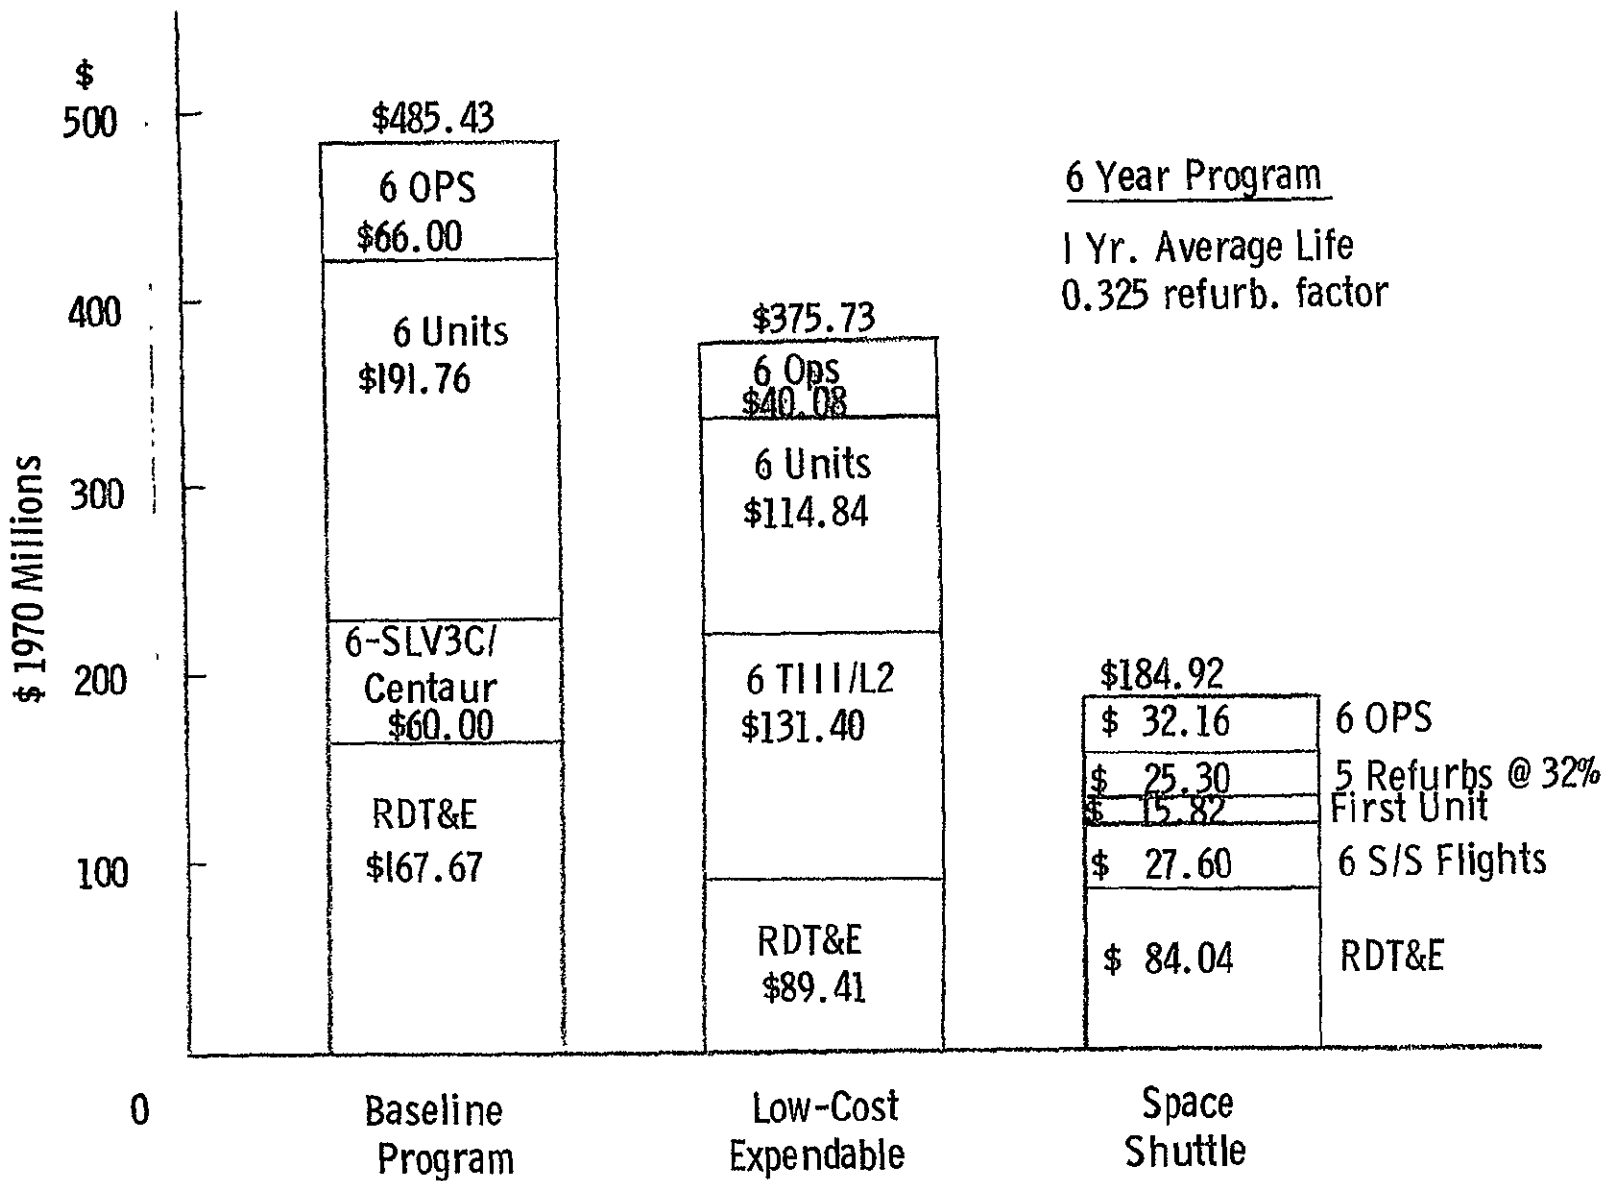 $
500
400
300
200
100
0
$ 1970 Millions
$485.43
6 OPS
$66.00
6 Units
$191.76
6-SLV3C/
Centaur
$60.00
RDT&E
$167.67
Baseline
Program
$375.73
6 Ops
$40.08
6 Units
$114.84
6 TIII/L2
$131.40
RDT&E
$89.41
Low-Cost
Expendable
6 Year Program
1 Yr. Average Life
0.325 refurb. factor
$184.92
$ 32.16 6 OPS
$ 25.30 5 Refurbs @ 32%
$ 15.82 First Unit
$ 27.60 6 S/S Flights
$ 84.04 RDT&E
Space
Shuttle